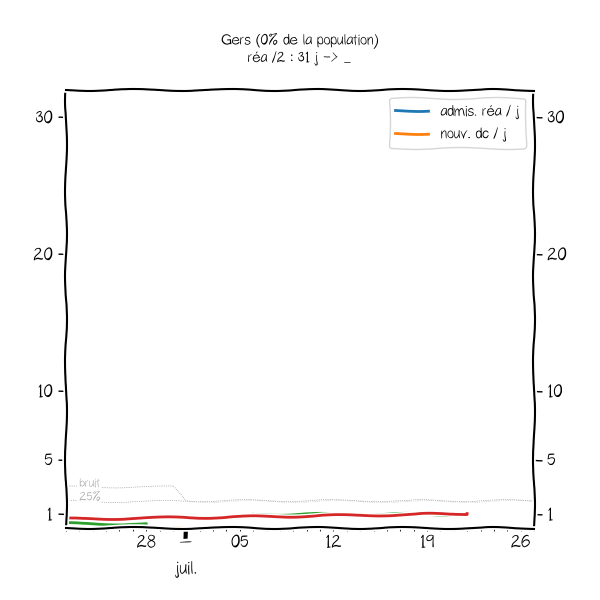 Gers (0% de la population)
réa /2 : 31 j -> _
admis. réa / j
nouv. dc / j
30
30
20
20
10
10
5
5
bruit
25%
1
1
28
05
12
19
26
juil.